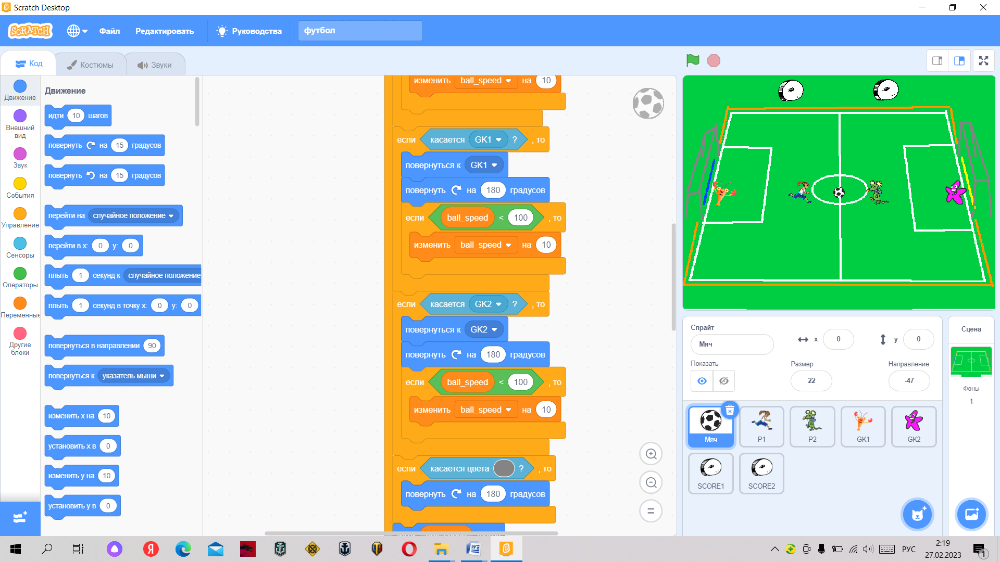 Scratch Desktop
SCRATCH
Файл
Редактировать
Руководства
футбол
Код
Костюмы
Звуки
Движение
Внешний
вид
Звук
События
Управление
Сенсоры
Операторы
Переменные
Другие
блоки
Движение
идти 10 шагов
повернуть на 15 градусов
повернуть на 15 градусов
перейти на случайное положение
перейти в x: 0 y: 0
плыть 1 секунд к случайное положение
плыть 1 секунд в точку x: 0 y: 0
повернуться в направлении 90
повернуться к указатель мыши
изменить x на 10
установить x в 0
изменить y на 10
установить y в 0
изменить ball_speed на 10
если касается GK1 ? , то
повернуться к GK1
повернуть на 180 градусов
если ball_speed < 100 , то
изменить ball_speed на 10
если касается GK2 ? , то
повернуться к GK2
повернуть на 180 градусов
если ball_speed < 100 , то
изменить ball_speed на 10
если касается цвета ? , то
повернуть на 180 градусов
Спрайт
Мяч
x 0
y 0
Показать
Размер
22
Направление
-47
Мяч
P1
P2
GK1
GK2
SCORE1
SCORE2
Сцена
Фоны
1
РУС
2:19
27.02.2023
1